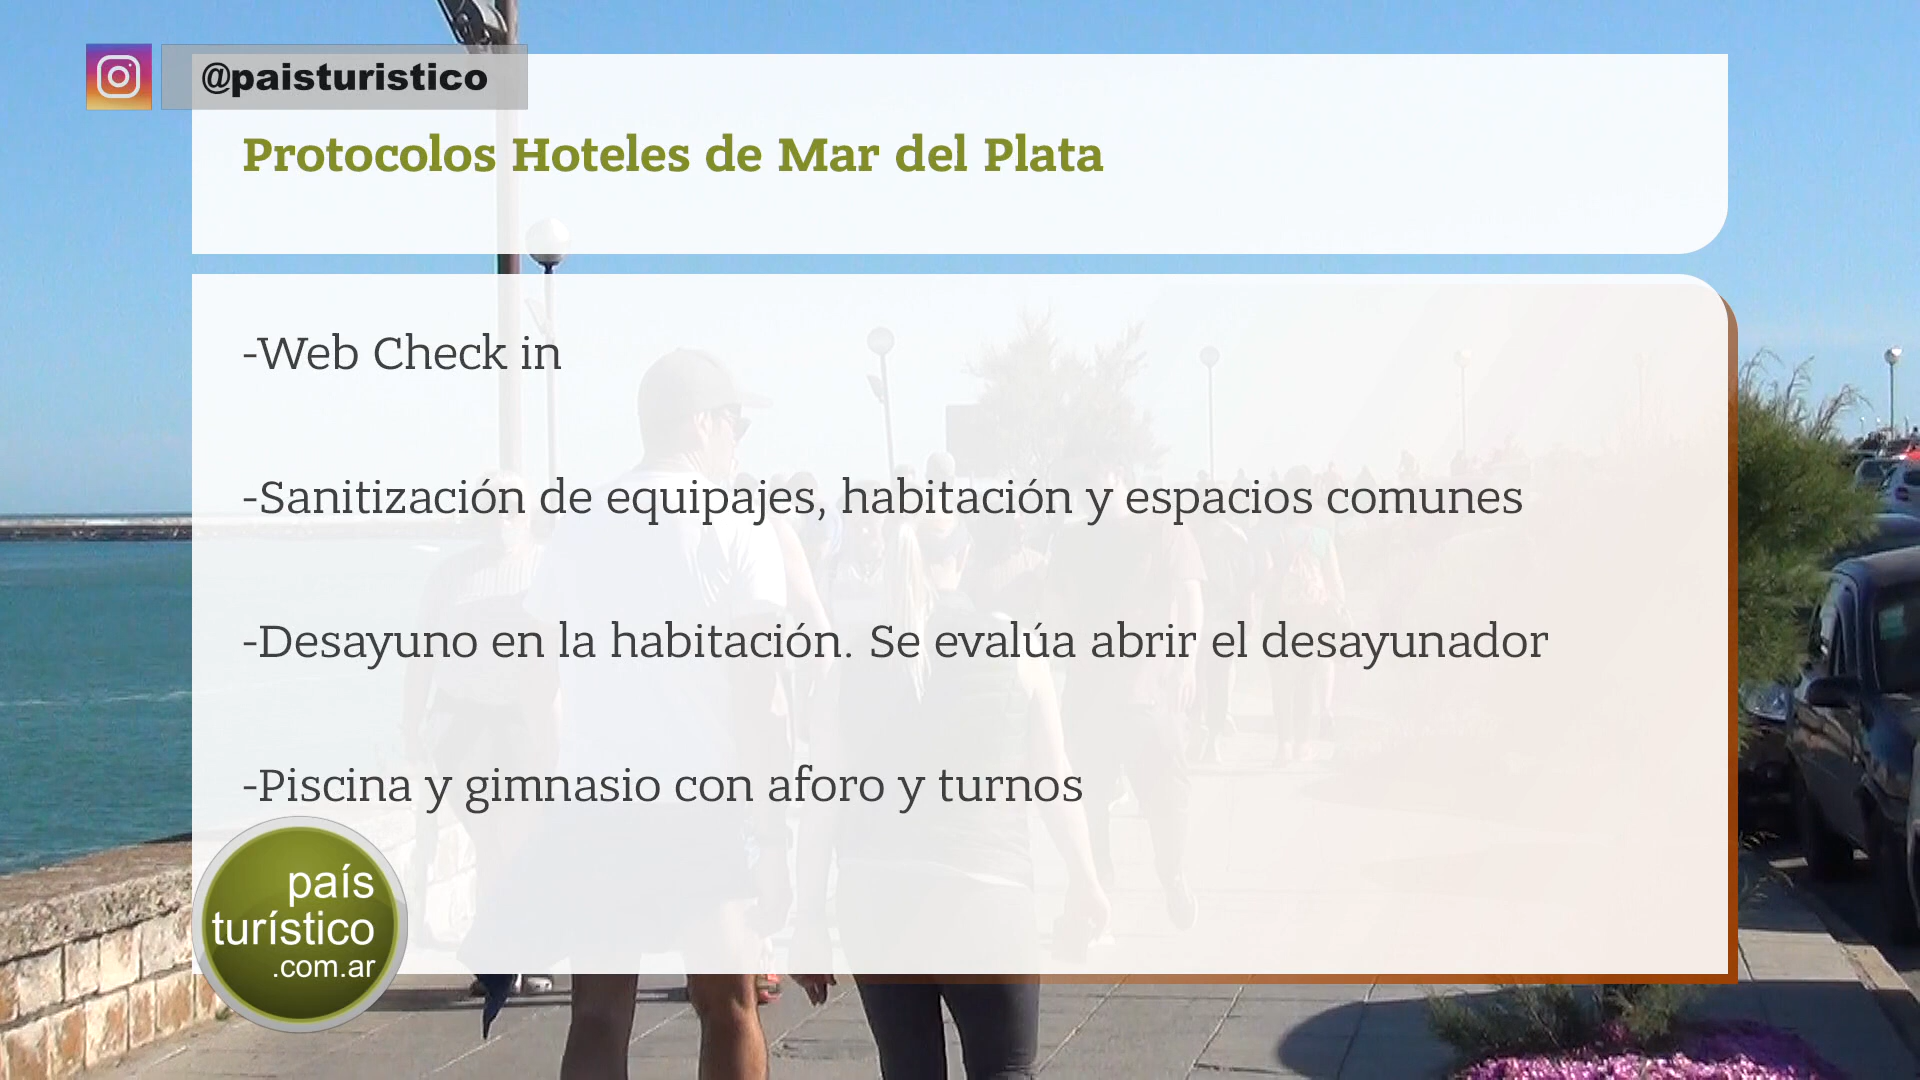 @paisturistico
Protocolos Hoteles de Mar del Plata
-Web Check in
-Sanitización de equipajes, habitación y espacios comunes
-Desayuno en la habitación. Se evalúa abrir el desayunador
-Piscina y gimnasio con aforo y turnos
país
turístico
.com.ar